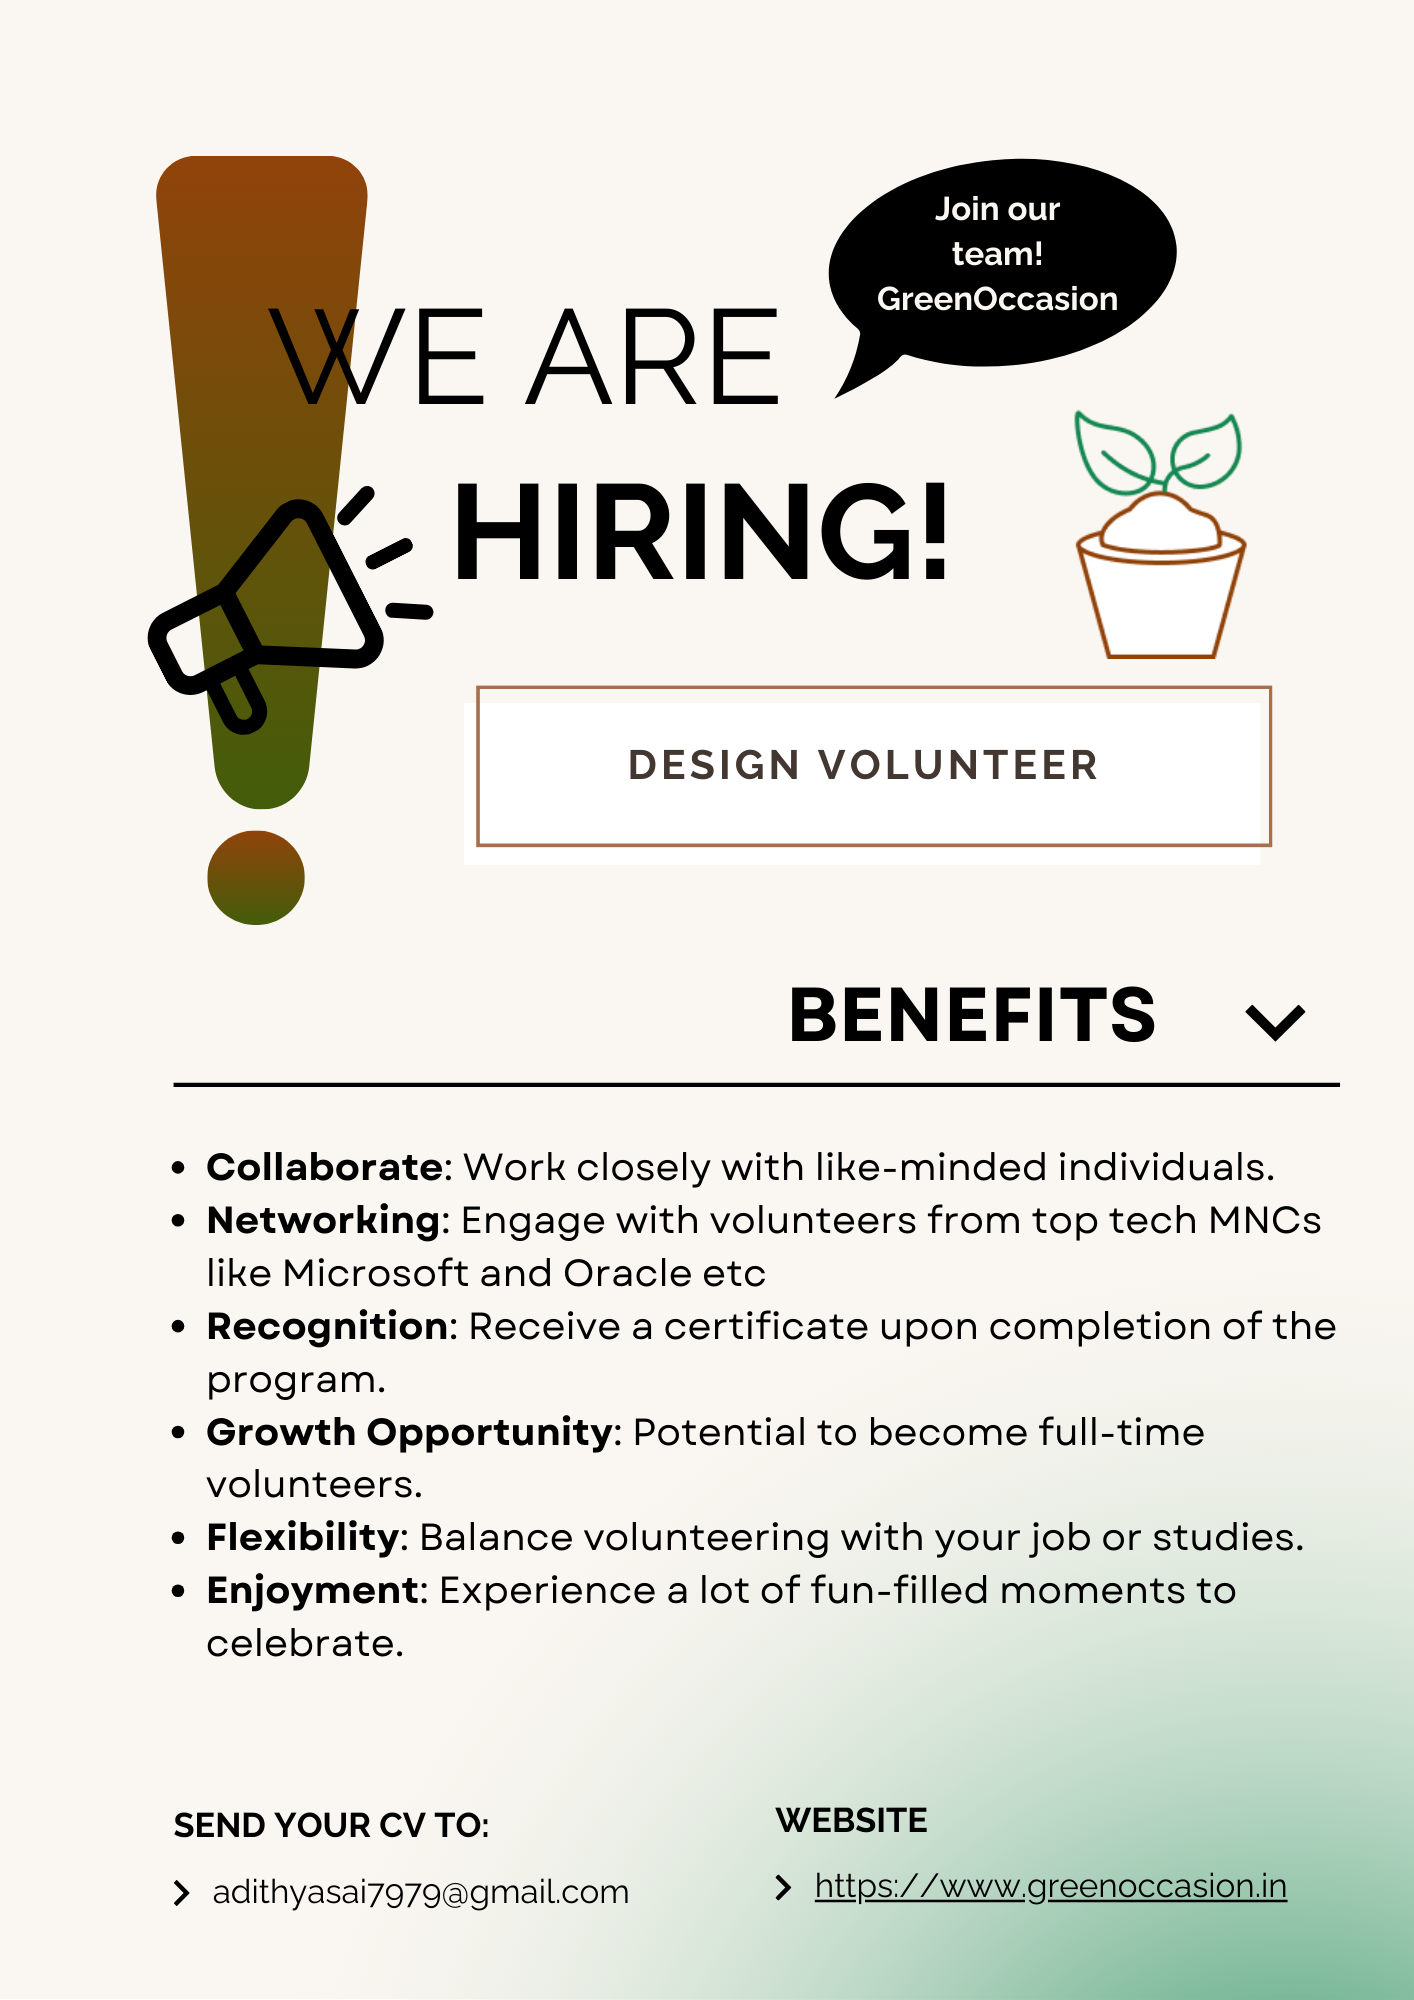 Join our
team!
GreenOccasion
WE ARE
HIRING!
DESIGN VOLUNTEER
BENEFITS
• Collaborate: Work closely with like-minded individuals.
• Networking: Engage with volunteers from top tech MNCs
like Microsoft and Oracle etc
• Recognition: Receive a certificate upon completion of the
program.
• Growth Opportunity: Potential to become full-time
volunteers.
• Flexibility: Balance volunteering with your job or studies.
• Enjoyment: Experience a lot of fun-filled moments to
celebrate.
SEND YOUR CV TO:
adithyasai7979@gmail.com
WEBSITE
https://www.greenoccasion.in